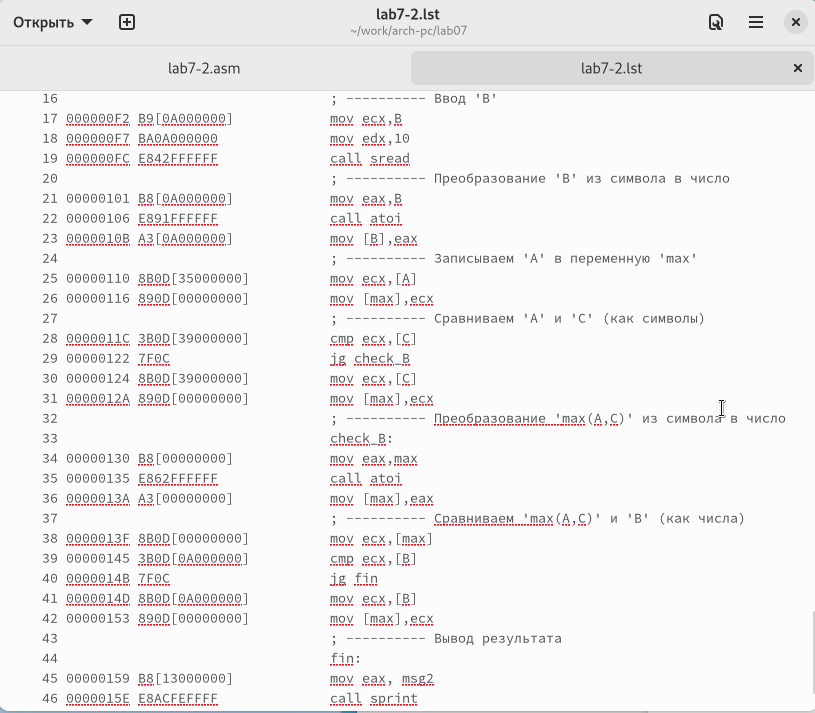 Открыть
lab7-2.lst
~/work/arch-pc/lab07
lab7-2.asm
lab7-2.lst
16 ; ---------- Ввод 'B'
17 000000F2 B9[0A000000] mov ecx,B
18 000000F7 BA0A000000 mov edx,10
19 000000FC E842FFFFFF call sread
20 ; ---------- Преобразование 'B' из символа в число
21 00000101 B8[0A000000] mov eax,B
22 00000106 E891FFFFFF call atoi
23 0000010B A3[0A000000] mov [B],eax
24 ; ---------- Записываем 'A' в переменную 'max'
25 00000110 8B0D[35000000] mov ecx,[A]
26 00000116 890D[00000000] mov [max],ecx
27 ; ---------- Сравниваем 'A' и 'C' (как символы)
28 0000011C 3B0D[39000000] cmp ecx,[C]
29 00000122 7F0C jg check_B
30 00000124 8B0D[39000000] mov ecx,[C]
31 0000012A 890D[00000000] mov [max],ecx
32 ; ---------- Преобразование 'max(A,C)' из символа в число
33 check_B:
34 00000130 B8[00000000] mov eax,max
35 00000135 E862FFFFFF call atoi
36 0000013A A3[00000000] mov [max],eax
37 ; ---------- Сравниваем 'max(A,C)' и 'B' (как числа)
38 0000013F 8B0D[00000000] mov ecx,[max]
39 00000145 3B0D[0A000000] cmp ecx,[B]
40 0000014B 7F0C jg fin
41 0000014D 8B0D[0A000000] mov ecx,[B]
42 00000153 890D[00000000] mov [max],ecx
43 ; ---------- Вывод результата
44 fin:
45 00000159 B8[13000000] mov eax, msg2
46 0000015E E8ACFEFFFF call sprint